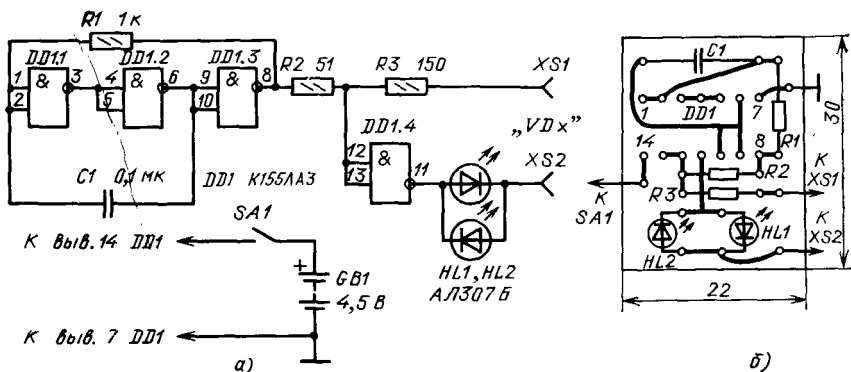 R1 1к
DD1.1
DD1.2
DD1.3
1
2
&
3
4
5
&
6
9
10
&
8
R2 51
R3 150
XS1
„VDx”
XS2
DD1.4
12
13
&
11
C1 0,1 мк
DD1 К155ЛА3
SA1
К выв. 14 DD1
+
GB1
4,5 В
HL1, HL2
АЛ307Б
К выв. 7 DD1
а)
C1
1
DD1
7
14
8
R1
R2
R3
К
SA1
К
XS1
К
XS2
HL2
HL1
30
22
б)